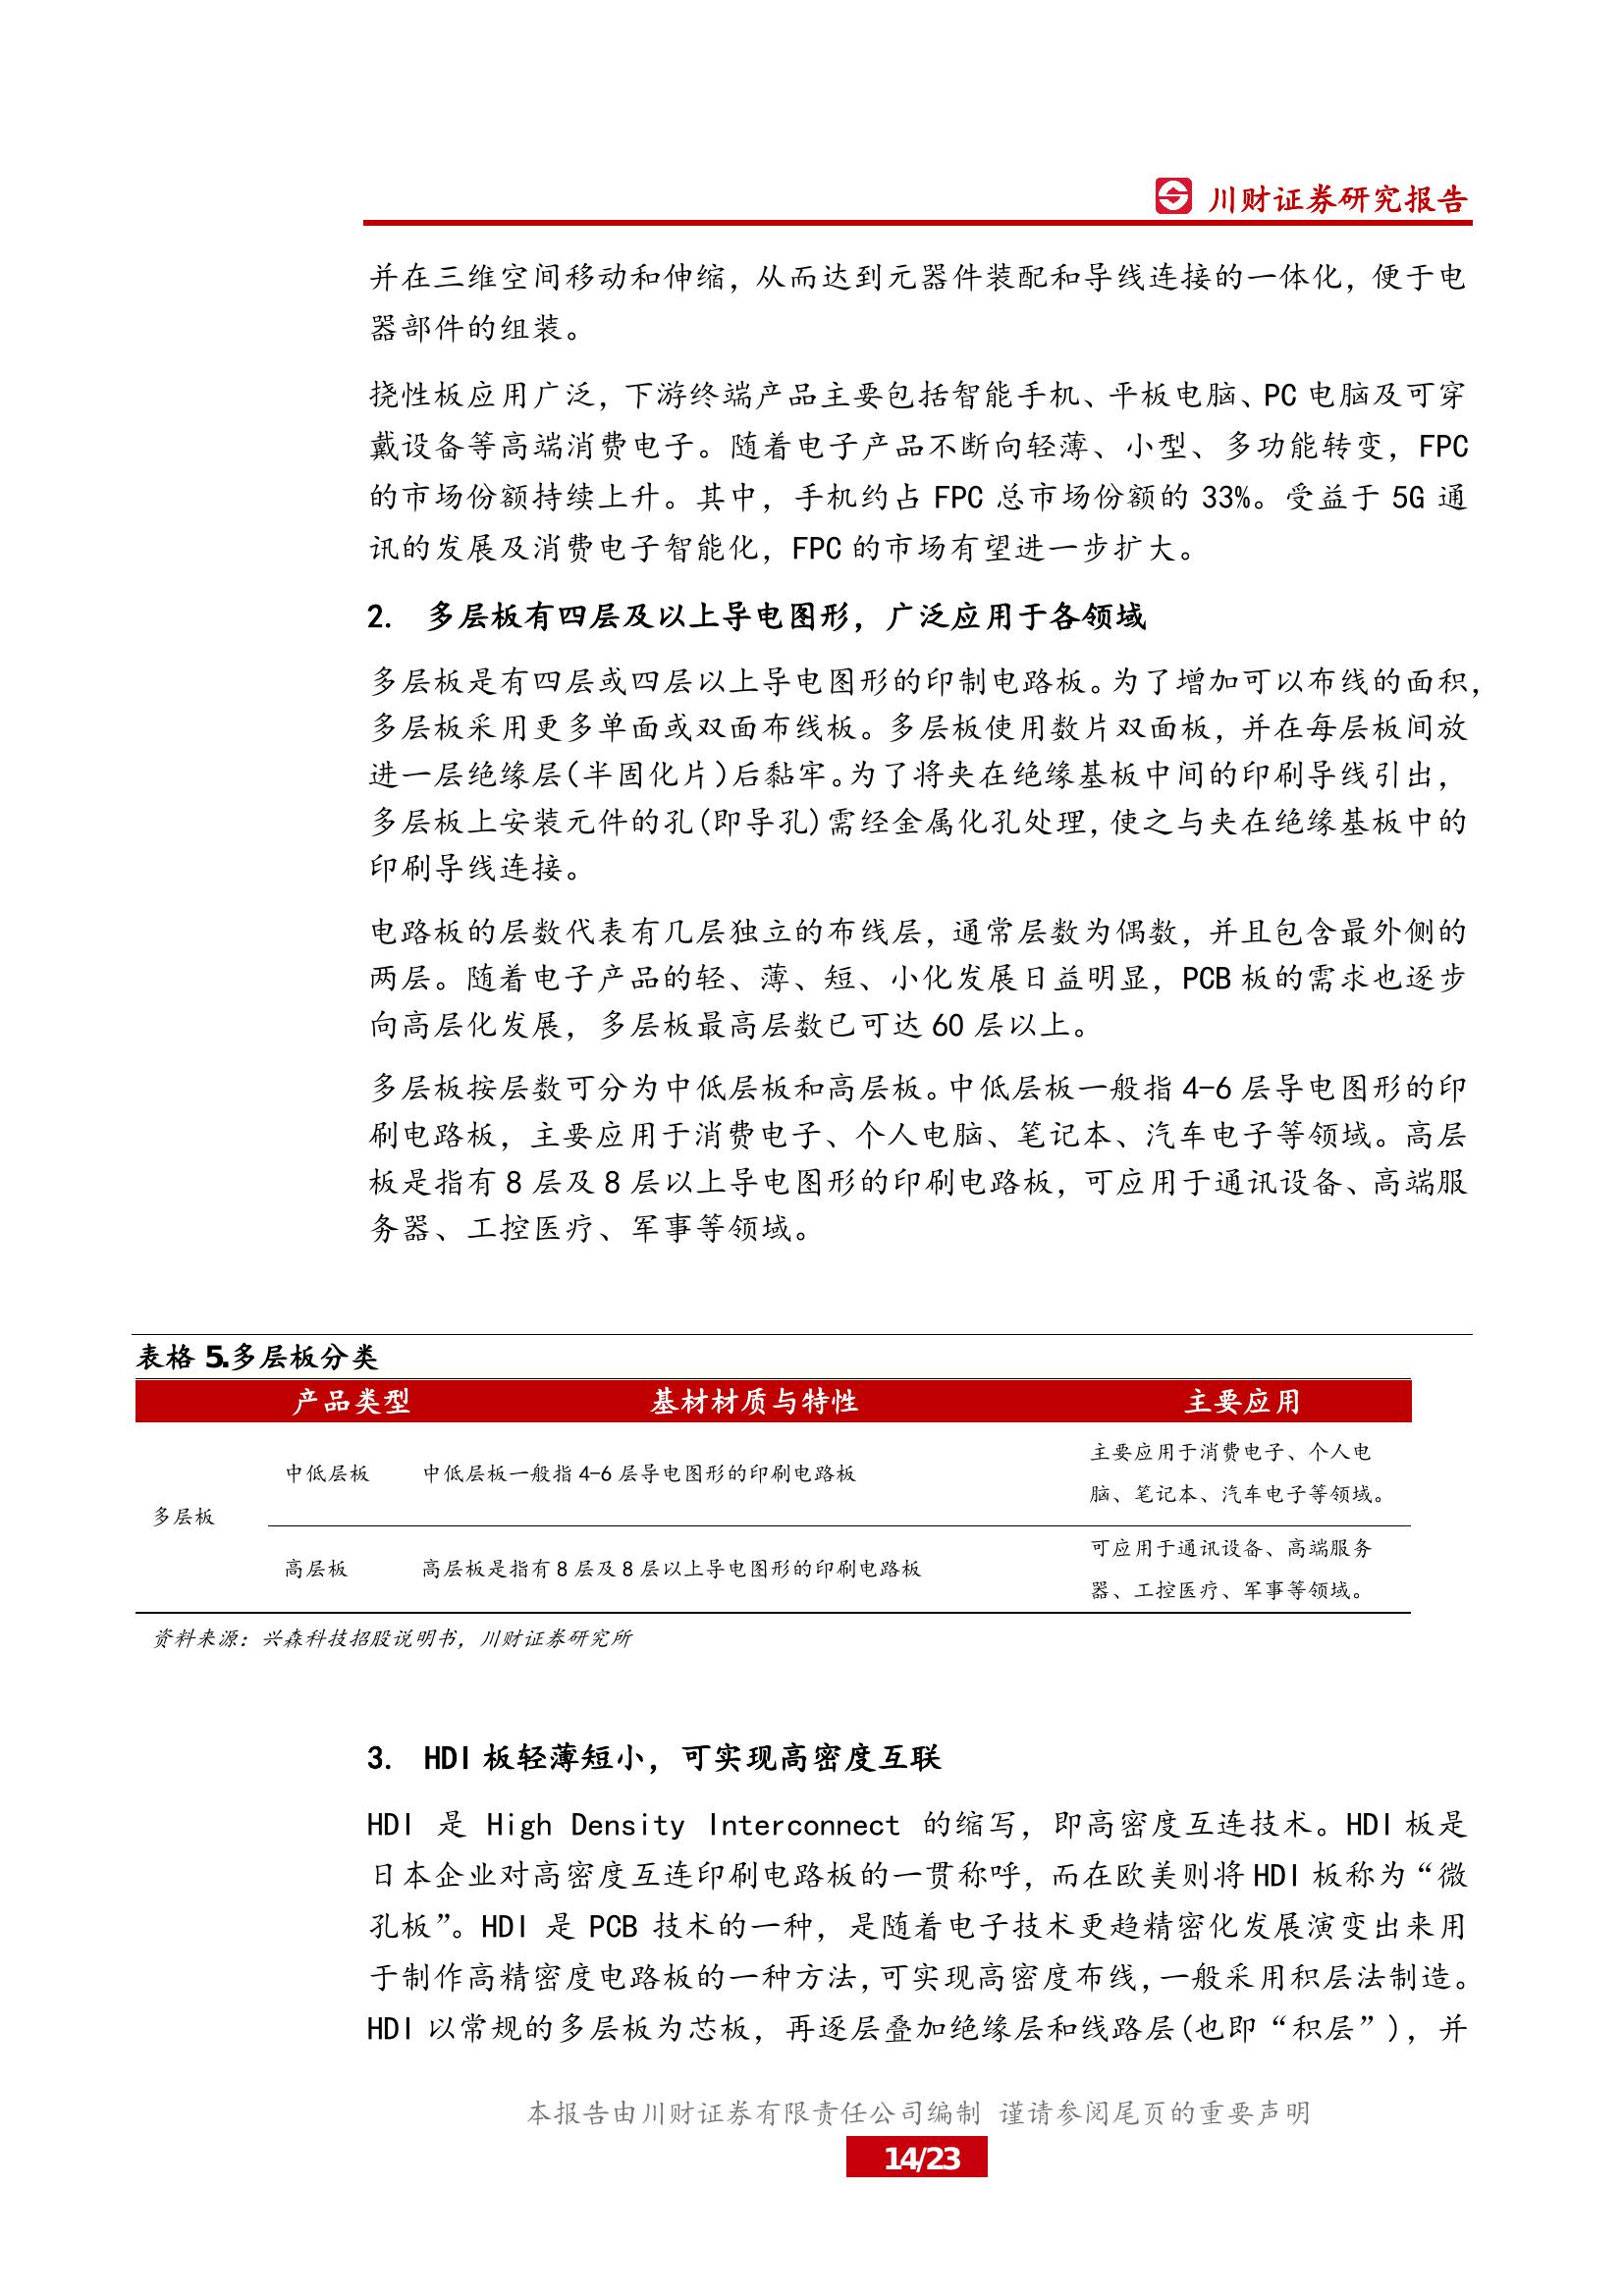 川财证券研究报告
并在三维空间移动和伸缩，从而达到元器件装配和导线连接的一体化，便于电
器部件的组装。
挠性板应用广泛，下游终端产品主要包括智能手机、平板电脑、PC 电脑及可穿
戴设备等高端消费电子。随着电子产品不断向轻薄、小型、多功能转变，FPC
的市场份额持续上升。其中，手机约占 FPC 总市场份额的 33%。受益于 5G 通
讯的发展及消费电子智能化，FPC 的市场有望进一步扩大。
2. 多层板有四层及以上导电图形，广泛应用于各领域
多层板是有四层或四层以上导电图形的印制电路板。为了增加可以布线的面积，
多层板采用更多单面或双面布线板。多层板使用数片双面板，并在每层板间放
进一层绝缘层(半固化片)后黏牢。为了将夹在绝缘基板中间的印刷导线引出，
多层板上安装元件的孔(即导孔)需经金属化孔处理，使之与夹在绝缘基板中的
印刷导线连接。
电路板的层数代表有几层独立的布线层，通常层数为偶数，并且包含最外侧的
两层。随着电子产品的轻、薄、短、小化发展日益明显，PCB 板的需求也逐步
向高层化发展，多层板最高层数已可达 60 层以上。
多层板按层数可分为中低层板和高层板。中低层板一般指 4-6 层导电图形的印
刷电路板，主要应用于消费电子、个人电脑、笔记本、汽车电子等领域。高层
板是指有 8 层及 8 层以上导电图形的印刷电路板，可应用于通讯设备、高端服
务器、工控医疗、军事等领域。
表格 5.多层板分类
产品类型 基材材质与特性 主要应用
多层板
中低层板 中低层板一般指 4-6 层导电图形的印刷电路板
主要应用于消费电子、个人电
脑、笔记本、汽车电子等领域。
高层板 高层板是指有 8 层及 8 层以上导电图形的印刷电路板
可应用于通讯设备、高端服务
器、工控医疗、军事等领域。
资料来源：兴森科技招股说明书，川财证券研究所
3. HDI 板轻薄短小，可实现高密度互联
HDI 是 High Density Interconnect 的缩写，即高密度互连技术。HDI 板是
日本企业对高密度互连印刷电路板的一贯称呼，而在欧美则将 HDI 板称为“微
孔板”。HDI 是 PCB 技术的一种，是随着电子技术更趋精密化发展演变出来用
于制作高精密度电路板的一种方法，可实现高密度布线，一般采用积层法制造。
HDI 以常规的多层板为芯板，再逐层叠加绝缘层和线路层(也即“积层”)，并
本报告由川财证券有限责任公司编制 谨请参阅尾页的重要声明
14/23